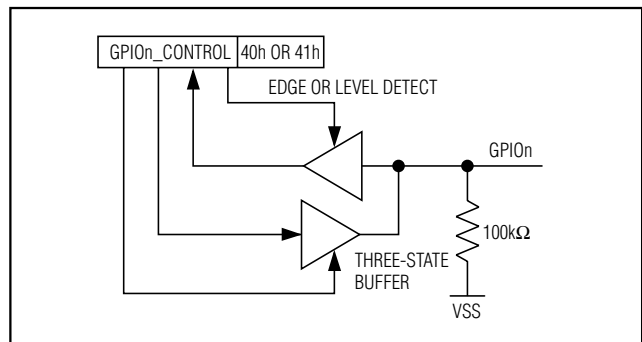 GPIOn_CONTROL 40h OR 41h
EDGE OR LEVEL DETECT
GPIOn
100kΩ
THREE-STATE
BUFFER
VSS